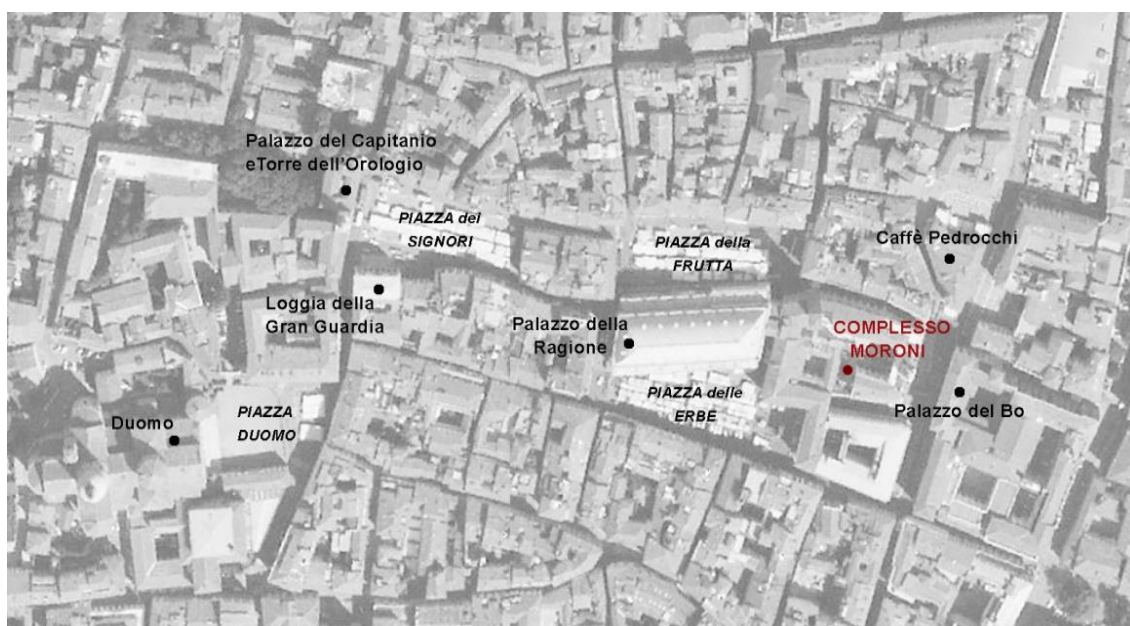 Palazzo del Capitanio
eTorre dell'Orologio
PIAZZA dei
SIGNORI
PIAZZA della
FRUTTA
Caffè Pedrocchi
Loggia della
Gran Guardia
Palazzo della
Ragione
COMPLESSO
MORONI
PIAZZA delle
ERBE
Palazzo del Bo
Duomo
PIAZZA
DUOMO